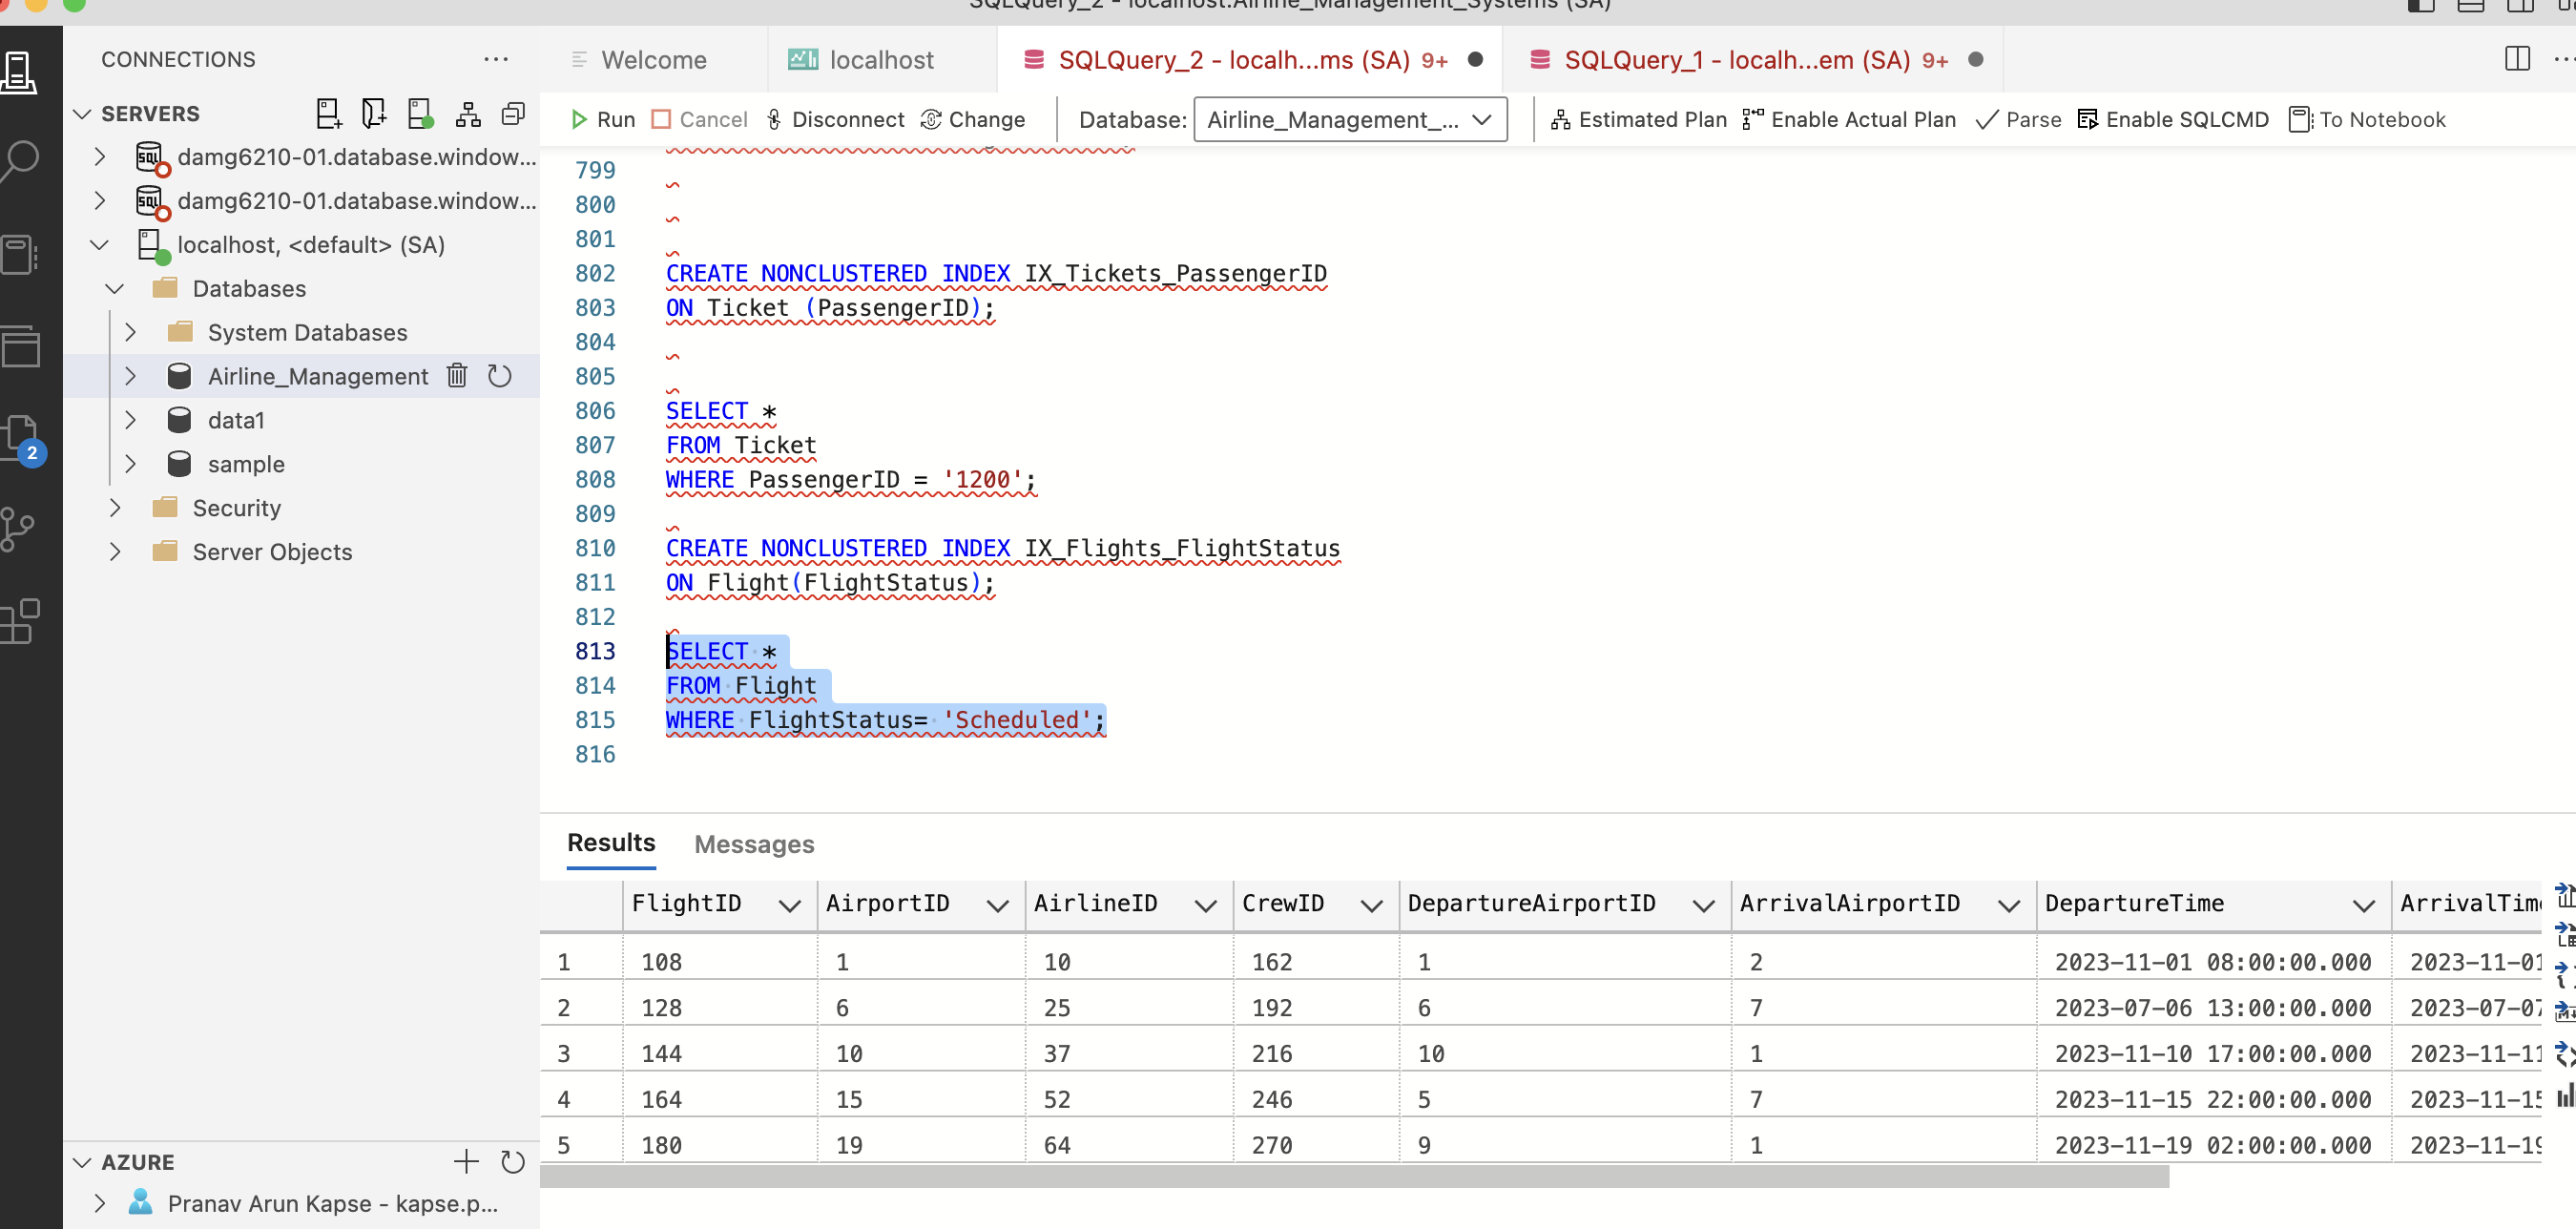 SQLQuery_2 - localhost.Airline_Management_Systems (SA)
CONNECTIONS
SERVERS
damg6210-01.database.window...
damg6210-01.database.window...
localhost, <default> (SA)
Databases
System Databases
Airline_Management
data1
sample
Security
Server Objects
2
AZURE
Pranav Arun Kapse - kapse.p...
Welcome
localhost
SQLQuery_2 - localh...ms (SA) 9+
SQLQuery_1 - localh...em (SA) 9+
Run Cancel Disconnect Change Database: Airline_Management_... Estimated Plan Enable Actual Plan Parse Enable SQLCMD To Notebook
799
800
801
802 CREATE NONCLUSTERED INDEX IX_Tickets_PassengerID
803 ON Ticket (PassengerID);
804
805
806 SELECT *
807 FROM Ticket
808 WHERE PassengerID = '1200';
809
810 CREATE NONCLUSTERED INDEX IX_Flights_FlightStatus
811 ON Flight(FlightStatus);
812
813 SELECT *
814 FROM Flight
815 WHERE FlightStatus= 'Scheduled';
816
Results Messages
FlightID AirportID AirlineID CrewID DepartureAirportID ArrivalAirportID DepartureTime ArrivalTime
1 108 1 10 162 1 2 2023-11-01 08:00:00.000 2023-11-01
2 128 6 25 192 6 7 2023-07-06 13:00:00.000 2023-07-07
3 144 10 37 216 10 1 2023-11-10 17:00:00.000 2023-11-11
4 164 15 52 246 5 7 2023-11-15 22:00:00.000 2023-11-15
5 180 19 64 270 9 1 2023-11-19 02:00:00.000 2023-11-19